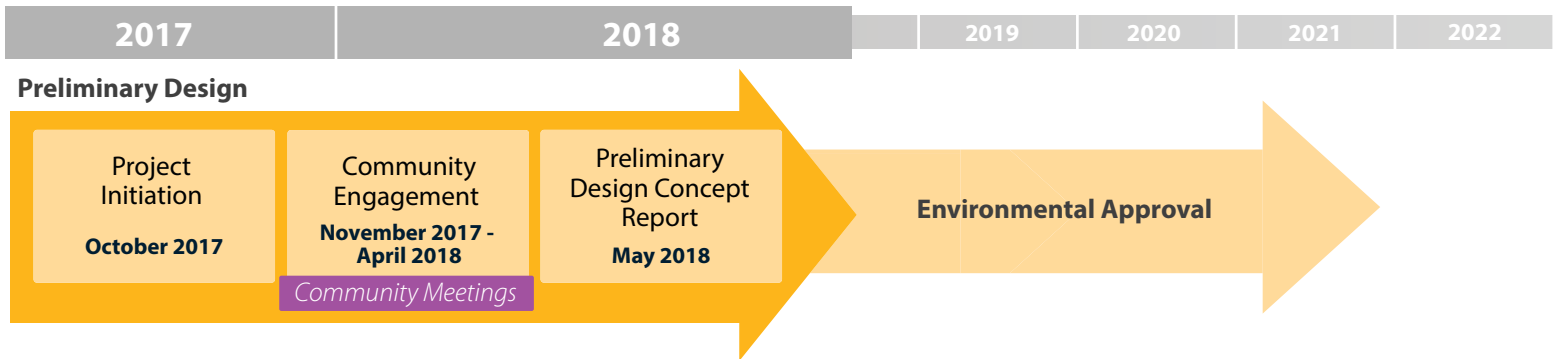 2017
2018
2019
2020
2021
2022
Preliminary Design
Project
Initiation
October 2017
Community
Engagement
November 2017 -
April 2018
Community Meetings
Preliminary
Design Concept
Report
May 2018
Environmental Approval